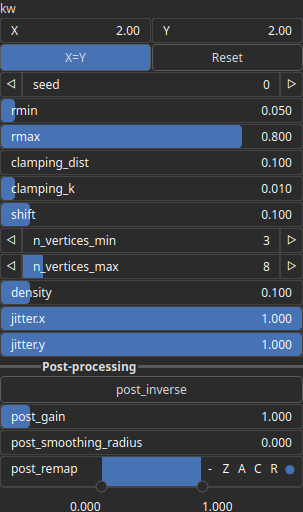 kw
X 2.00 Y 2.00
X=Y Reset
seed 0
rmin 0.050
rmax 0.800
clamping_dist 0.100
clamping_k 0.010
shift 0.100
n_vertices_min 3
n_vertices_max 8
density 0.100
jitter.x 1.000
jitter.y 1.000
Post-processing
post_inverse
post_gain 1.000
post_smoothing_radius 0.000
post_remap - Z A C R
0.000 1.000